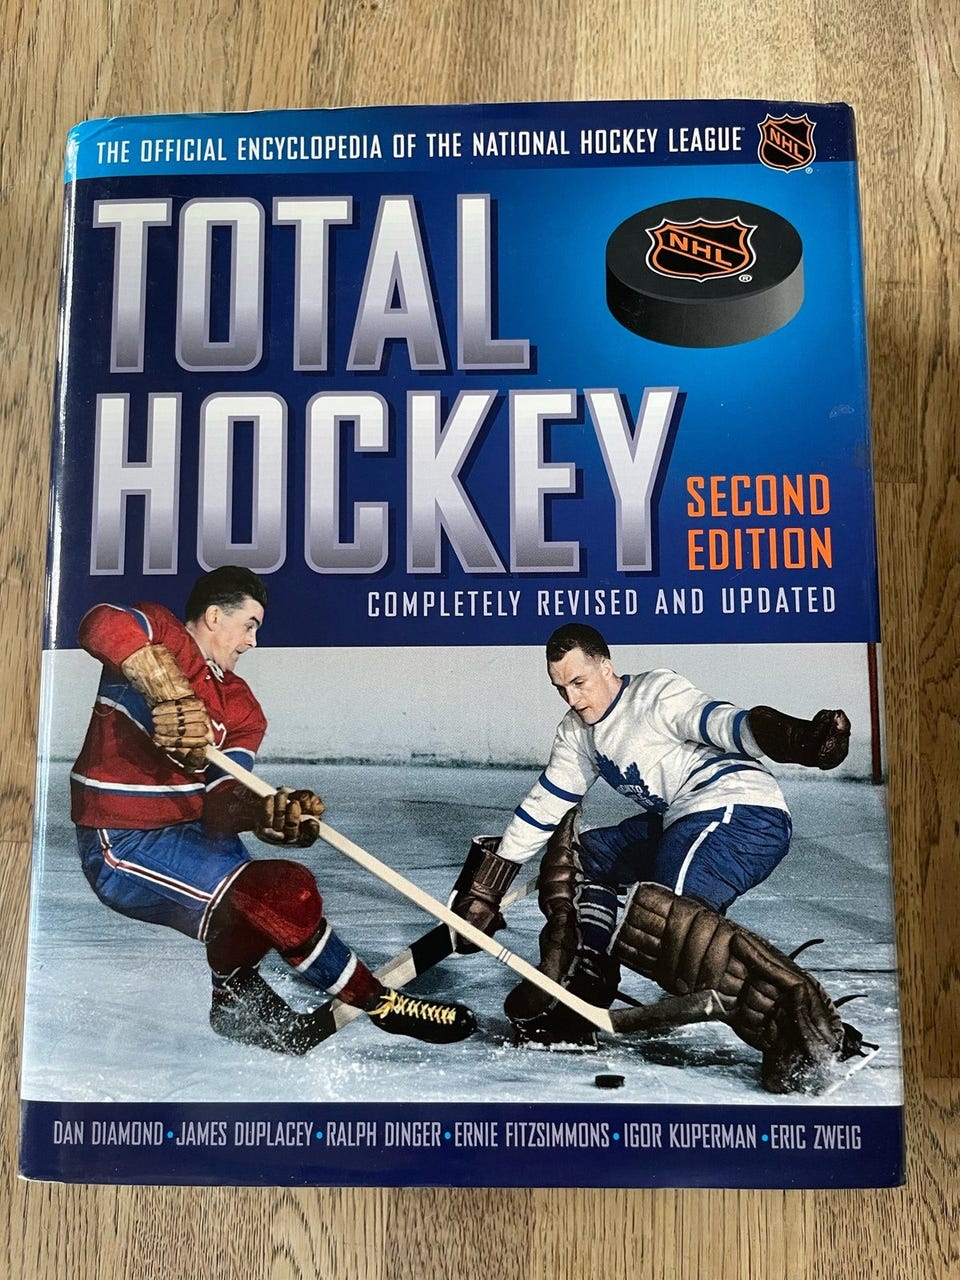 THE OFFICIAL ENCYCLOPEDIA OF THE NATIONAL HOCKEY LEAGUE
NHL ®
NHL ®
TOTAL
HOCKEY
SECOND
EDITION
COMPLETELY REVISED AND UPDATED
DAN DIAMOND • JAMES DUPLACEY • RALPH DINGER • ERNIE FITZSIMMONS • IGOR KUPERMAN • ERIC ZWEIG